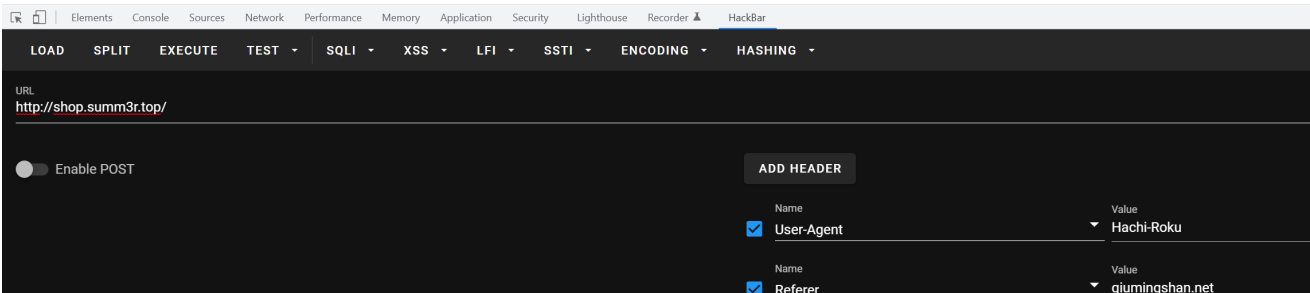 Elements Console Sources Network Performance Memory Application Security Lighthouse Recorder HackBar
LOAD SPLIT EXECUTE TEST SQLI XSS LFI SSTI ENCODING HASHING
URL
http://shop.summ3r.top/
Enable POST
ADD HEADER
Name Value
User-Agent Hachi-Roku
Name Value
Referer qiumingshan.net